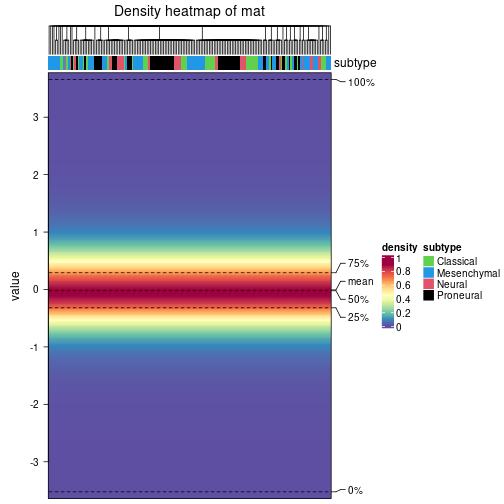 Density heatmap of mat
subtype
100%
3
2
1
0
-1
-2
-3
value
75%
mean
50%
25%
0%
density
1
0.8
0.6
0.4
0.2
0
subtype
Classical
Mesenchymal
Neural
Proneural